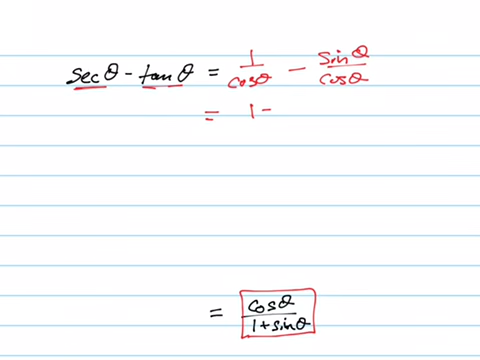 secθ - tanθ = 1/cosθ - sinθ/cosθ
= 1 -
= cosθ/1+sinθ